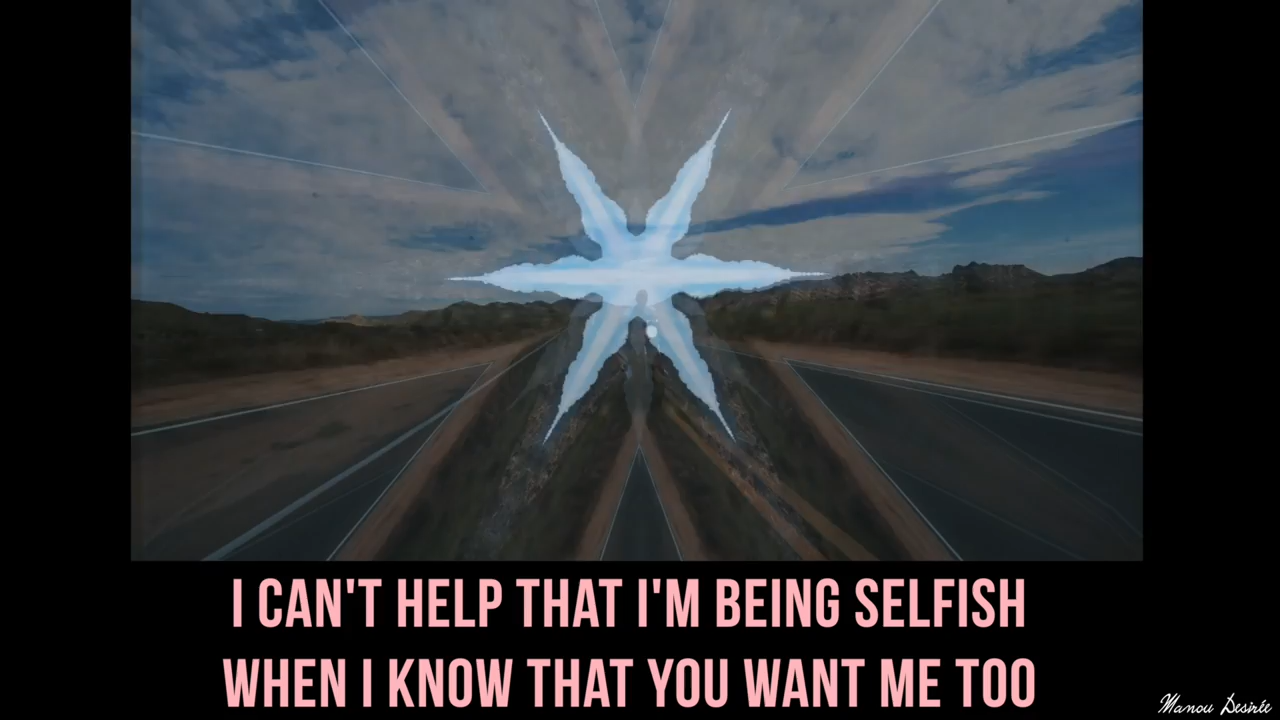 I CAN'T HELP THAT I'M BEING SELFISH
WHEN I KNOW THAT YOU WANT ME TOO
Manou Desirée